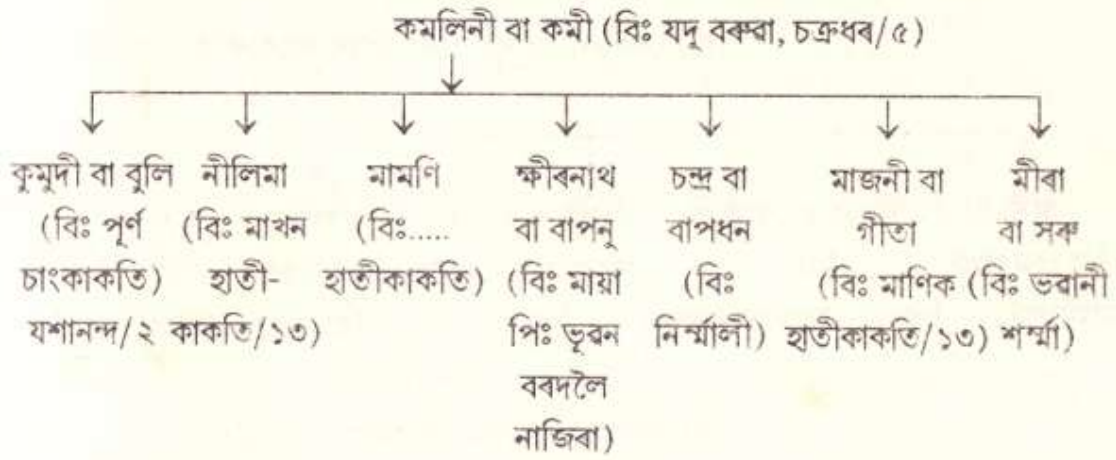 কমলিনী বা কমী (বিঃ যদু বৰুৱা, চক্ৰধৰ/৫)
কুমুদী বা বুলি নীলিমা মামণি ক্ষীৰনাথ চন্দ্ৰ বা মাজনী বা মীৰা
(বিঃ পূৰ্ণ (বিঃ মাখন (বিঃ..... বা বাপন্ বাপধন গীতা বা সৰু
চাংকাকতি) হাতী- হাতীকাকতি) (বিঃ মায়া (বিঃ (বিঃ মাণিক (বিঃ ভৱানী
যশানন্দ/২ কাকতি/১৩) পিঃ ভূৱন নিৰ্ম্মালী) হাতীকাকতি/১৩) শৰ্ম্মা)
বৰদলৈ
নাজিৰা)